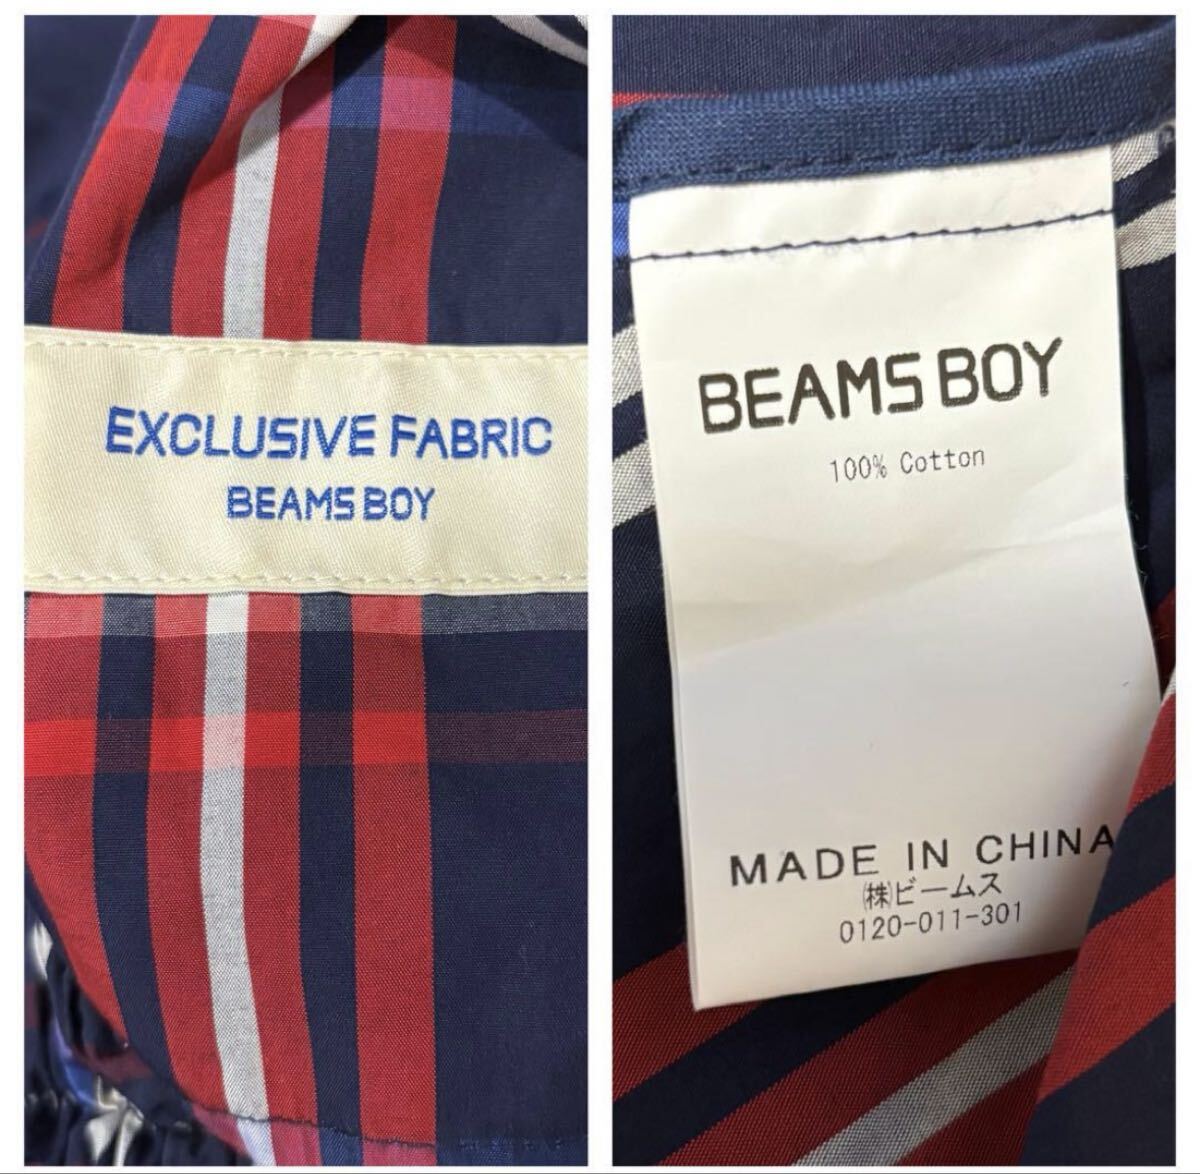 EXCLUSIVE FABRIC
BEAMS BOY
BEAMS BOY
100% Cotton
MADE IN CHINA
㈱ビームス
0120-011-301